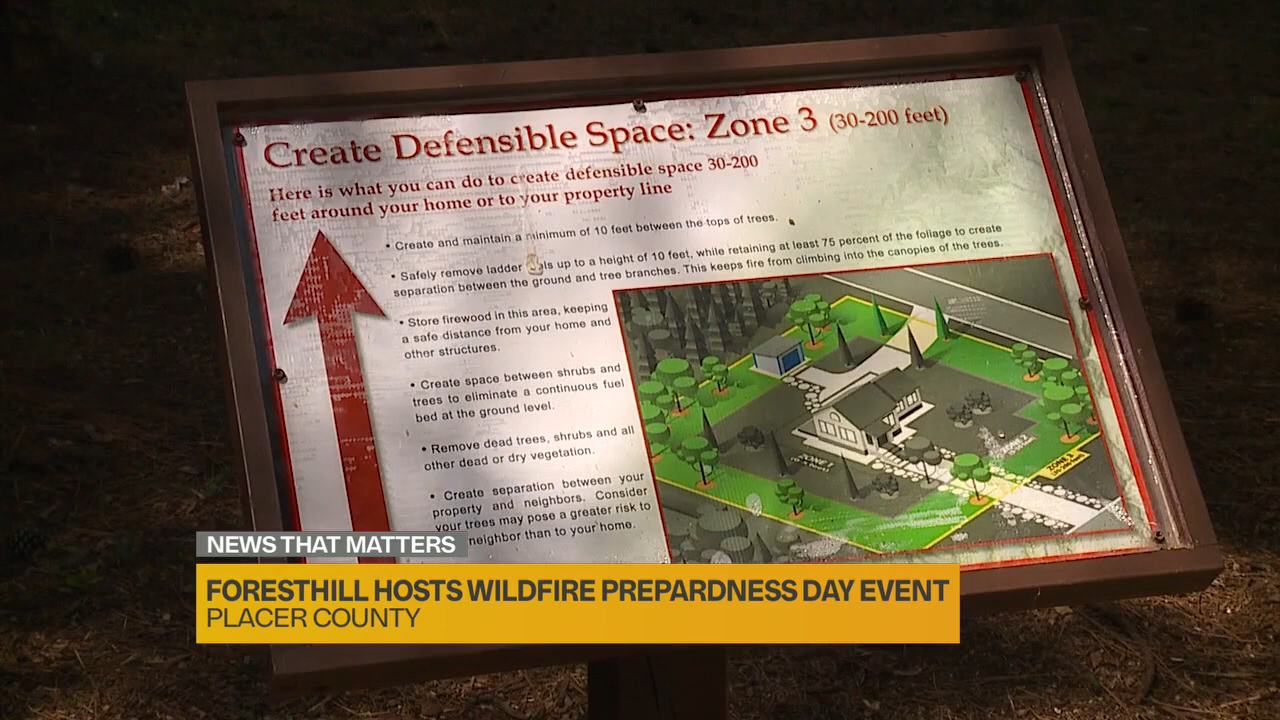 Create Defensible Space: Zone 3 (30-200 feet)
Here is what you can do to create defensible space 30-200
feet around your home or to your property line
• Create and maintain a minimum of 10 feet between the tops of trees.
• Safely remove ladder up to a height of 10 feet, while retaining at least 75 percent of the foliage to create
separation between the ground and tree branches. This keeps fire from climbing into the canopies of the trees.
• Store firewood in this area, keeping
a safe distance from your home and
other structures.
• Create space between shrubs and
trees to eliminate a continuous fuel
bed at the ground level.
• Remove dead trees, shrubs and all
other dead or dry vegetation.
• Create separation between your
property and neighbors. Consider
your trees may pose a greater risk to
neighbor than to your home.
NEWS THAT MATTERS
FORESTHILL HOSTS WILDFIRE PREPARDNESS DAY EVENT
PLACER COUNTY